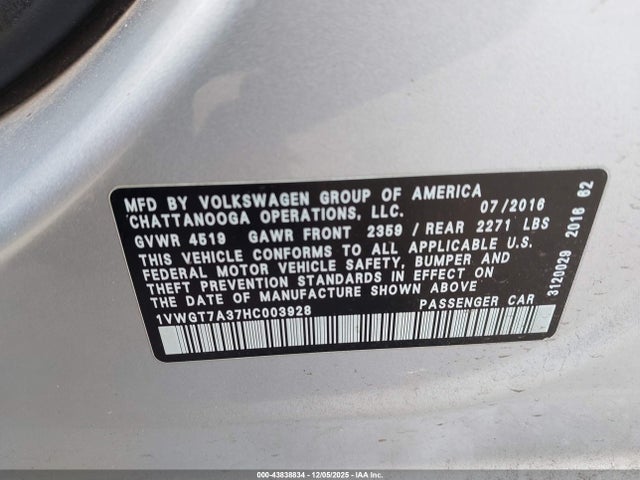 MFD BY VOLKSWAGEN GROUP OF AMERICA
CHATTANOOGA OPERATIONS, LLC. 07/2016
GVWR 4519 GAWR FRONT 2359 / REAR 2271 LBS
THIS VEHICLE CONFORMS TO ALL APPLICABLE U.S.
FEDERAL MOTOR VEHICLE SAFETY, BUMPER AND
THEFT PREVENTION STANDARDS IN EFFECT ON
THE DATE OF MANUFACTURE SHOWN ABOVE
1VWGT7A37HC003928 PASSENGER CAR
3120029 2016 62
000-43838834 | 12/05/2025 | IAA Inc.